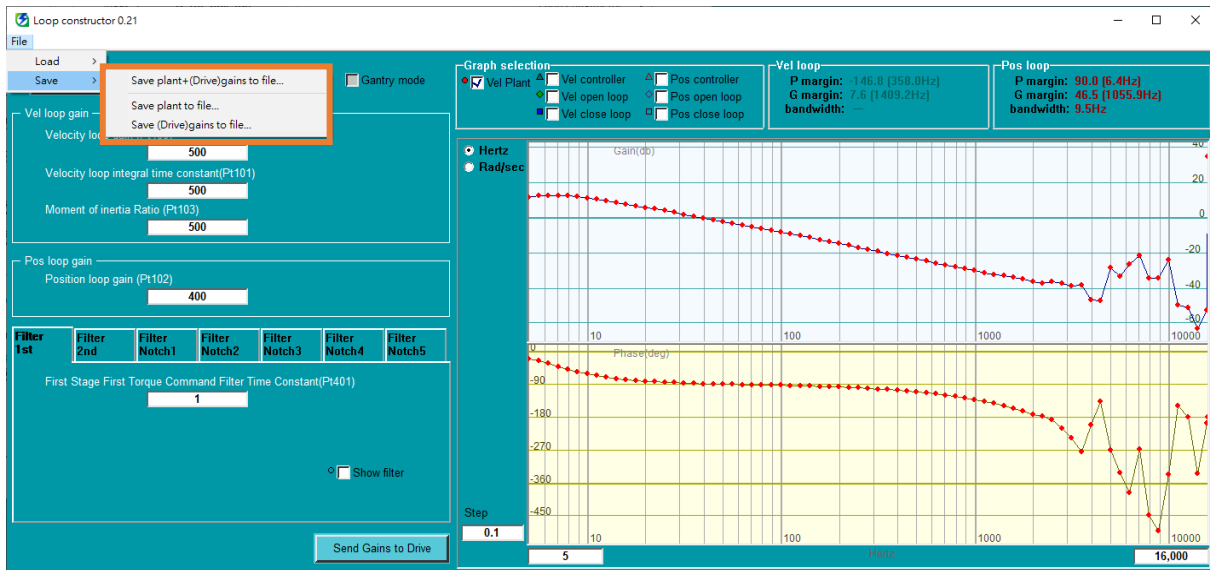 Loop constructor 0.21
File
Load >
Save >
Save plant+(Drive)gains to file...
Save plant to file...
Save (Drive)gains to file...
Gantry mode
Vel loop gain
Velocity loop
500
Velocity loop integral time constant(Pt101)
500
Moment of inertia Ratio (Pt103)
500
Pos loop gain
Position loop gain (Pt102)
400
Filter 1st
Filter 2nd
Filter Notch1
Filter Notch2
Filter Notch3
Filter Notch4
Filter Notch5
First Stage First Torque Command Filter Time Constant(Pt401)
1
Show filter
Send Gains to Drive
Graph selection
Vel Plant
Vel controller
Pos controller
Vel open loop
Pos open loop
Vel close loop
Pos close loop
Vel loop
P margin: -146.8 (358.0Hz)
G margin: 7.6 (1409.2Hz)
bandwidth: —
Pos loop
P margin: 90.0 (6.4Hz)
G margin: 46.5 (1055.9Hz)
bandwidth: 9.5Hz
Hertz
Rad/sec
Gain(db)
40
20
0
-20
-40
-60
10
100
1000
10000
Phase(deg)
0
-90
-180
-270
-360
-450
10
100
1000
10000
Step
0.1
5
Hertz
16,000